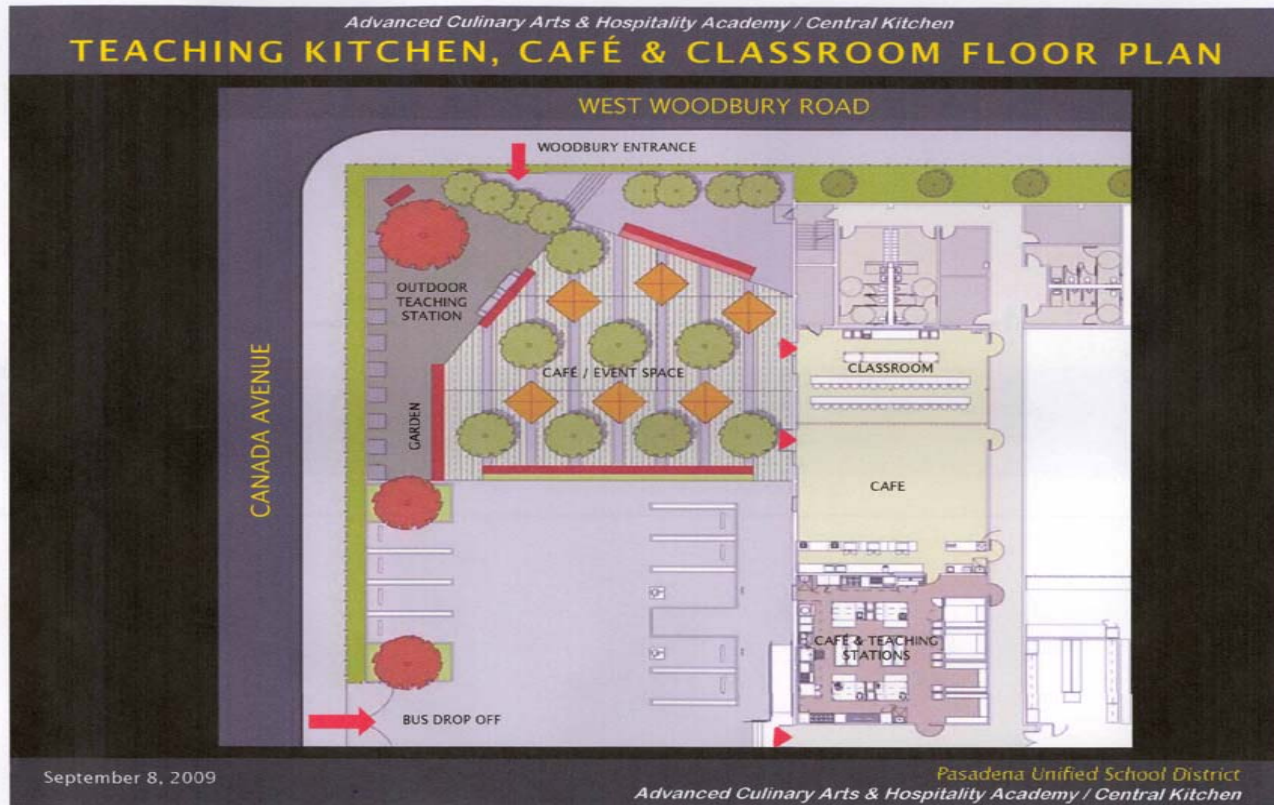 Advanced Culinary Arts & Hospitality Academy / Central Kitchen
TEACHING KITCHEN, CAFÉ & CLASSROOM FLOOR PLAN
WEST WOODBURY ROAD
WOODBURY ENTRANCE
OUTDOOR
TEACHING
STATION
CANADA AVENUE
GARDEN
CAFÉ / EVENT SPACE
CLASSROOM
CAFE
CAFÉ & TEACHING
STATIONS
BUS DROP OFF
September 8, 2009
Pasadena Unified School District
Advanced Culinary Arts & Hospitality Academy / Central Kitchen